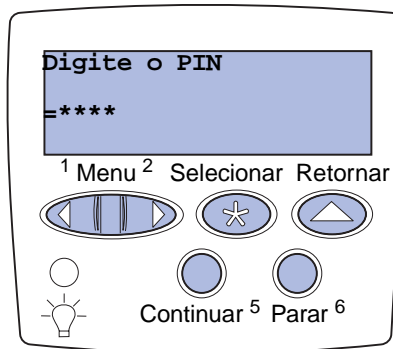 Digite o PIN
=****
1 Menu 2 Selecionar Retornar
Continuar 5 Parar 6